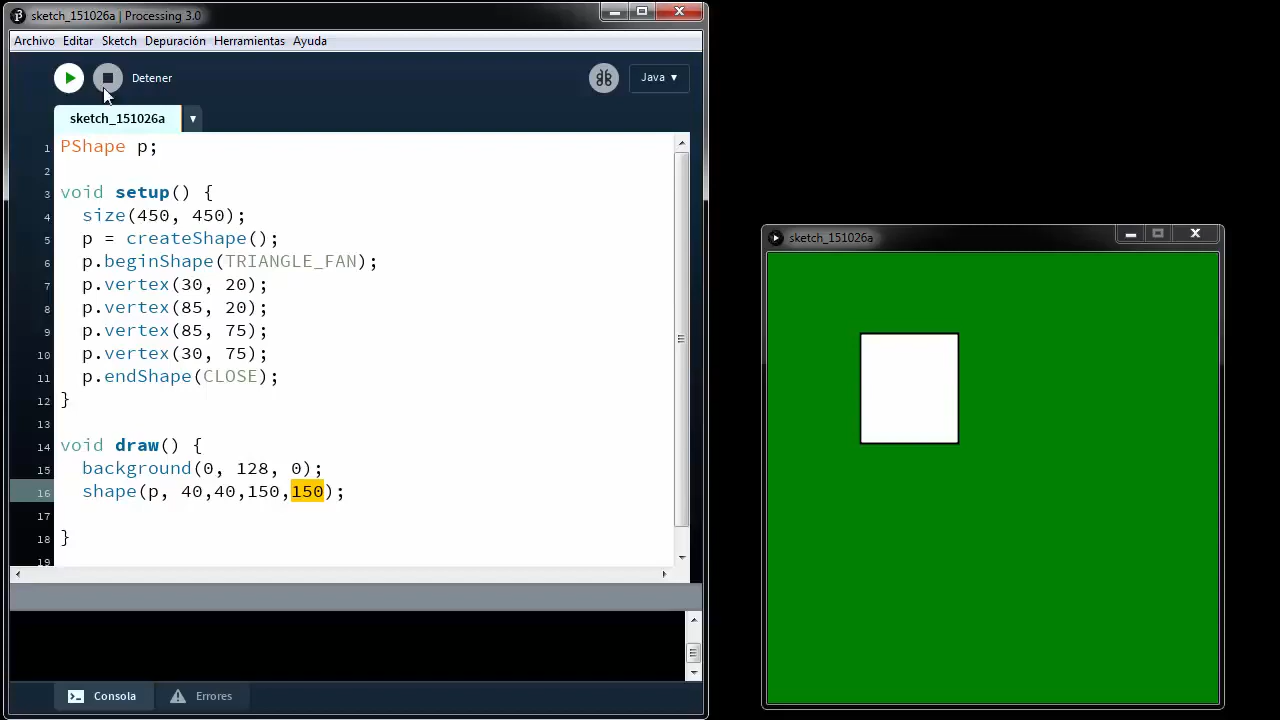 sketch_151026a | Processing 3.0
Archivo Editar Sketch Depuración Herramientas Ayuda
Detener
Java ▾
sketch_151026a ▾
1 PShape p;
2
3 void setup() {
4 size(450, 450);
5 p = createShape();
6 p.beginShape(TRIANGLE_FAN);
7 p.vertex(30, 20);
8 p.vertex(85, 20);
9 p.vertex(85, 75);
10 p.vertex(30, 75);
11 p.endShape(CLOSE);
12 }
13
14 void draw() {
15 background(0, 128, 0);
16 shape(p, 40,40,150,150);
17
18 }
19
Consola Errores
sketch_151026a